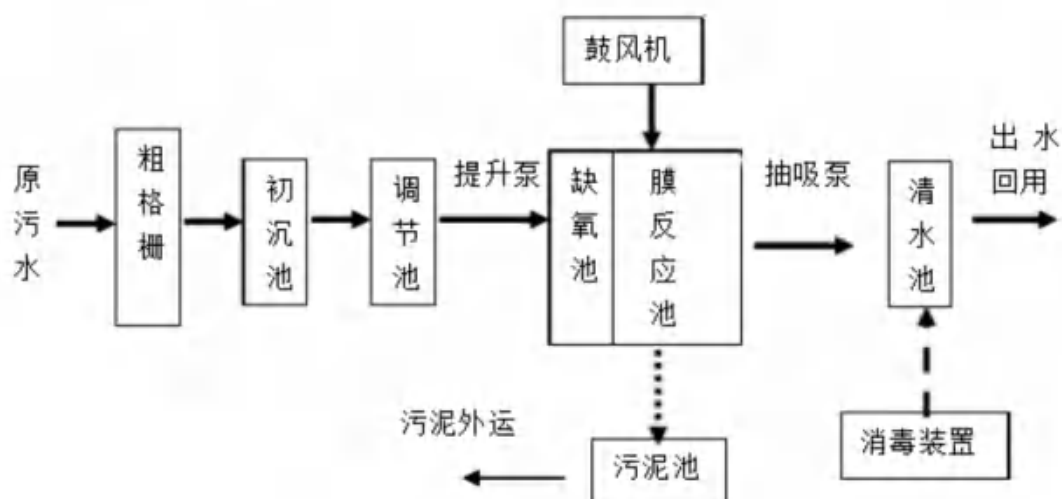 鼓风机
原污水
粗格栅
初沉池
调节池
提升泵
缺氧池
膜反应池
抽吸泵
清水池
出 水
回用
污泥外运
污泥池
消毒装置